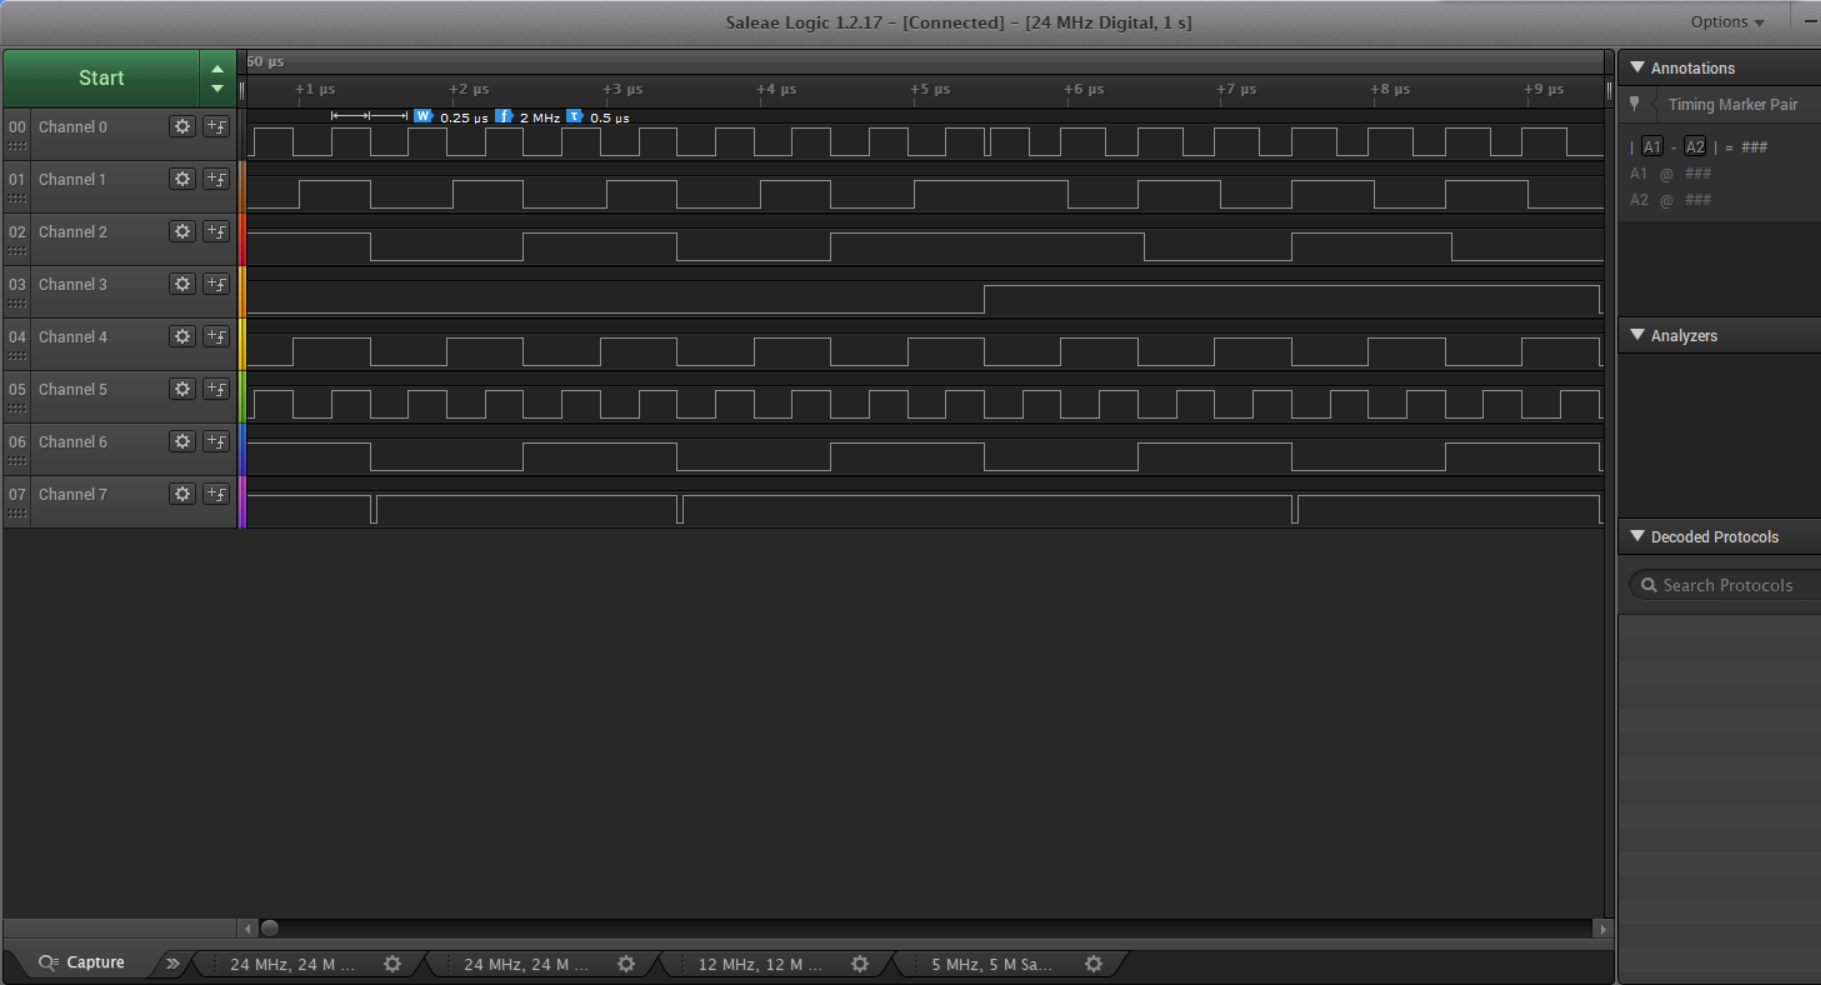 Saleae Logic 1.2.17 - [Connected] - [24 MHz Digital, 1 s]
Options
Start
60 µs
+1 µs +2 µs +3 µs +4 µs +5 µs +6 µs +7 µs +8 µs +9 µs
W 0.25 µs f 2 MHz T 0.5 µs
00 Channel 0
01 Channel 1
02 Channel 2
03 Channel 3
04 Channel 4
05 Channel 5
06 Channel 6
07 Channel 7
Annotations
Timing Marker Pair
| A1 - A2 | = ###
A1 @ ###
A2 @ ###
Analyzers
Decoded Protocols
Search Protocols
Capture
24 MHz, 24 M ...
24 MHz, 24 M ...
12 MHz, 12 M ...
5 MHz, 5 M Sa...